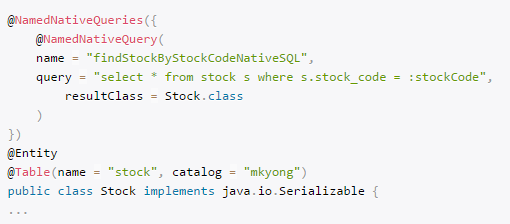 @NamedNativeQueries({
    @NamedNativeQuery(
    name = "findStockByStockCodeNativeSQL",
    query = "select * from stock s where s.stock_code = :stockCode",
        resultClass = Stock.class
    )
})
@Entity
@Table(name = "stock", catalog = "mkyong")
public class Stock implements java.io.Serializable {
...